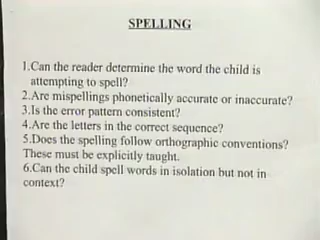 SPELLING
1.Can the reader determine the word the child is
attempting to spell?
2.Are mispellings phonetically accurate or inaccurate?
3.Is the error pattern consistent?
4.Are the letters in the correct sequence?
5.Does the spelling follow orthographic conventions?
These must be explicitly taught.
6.Can the child spell words in isolation but not in
context?